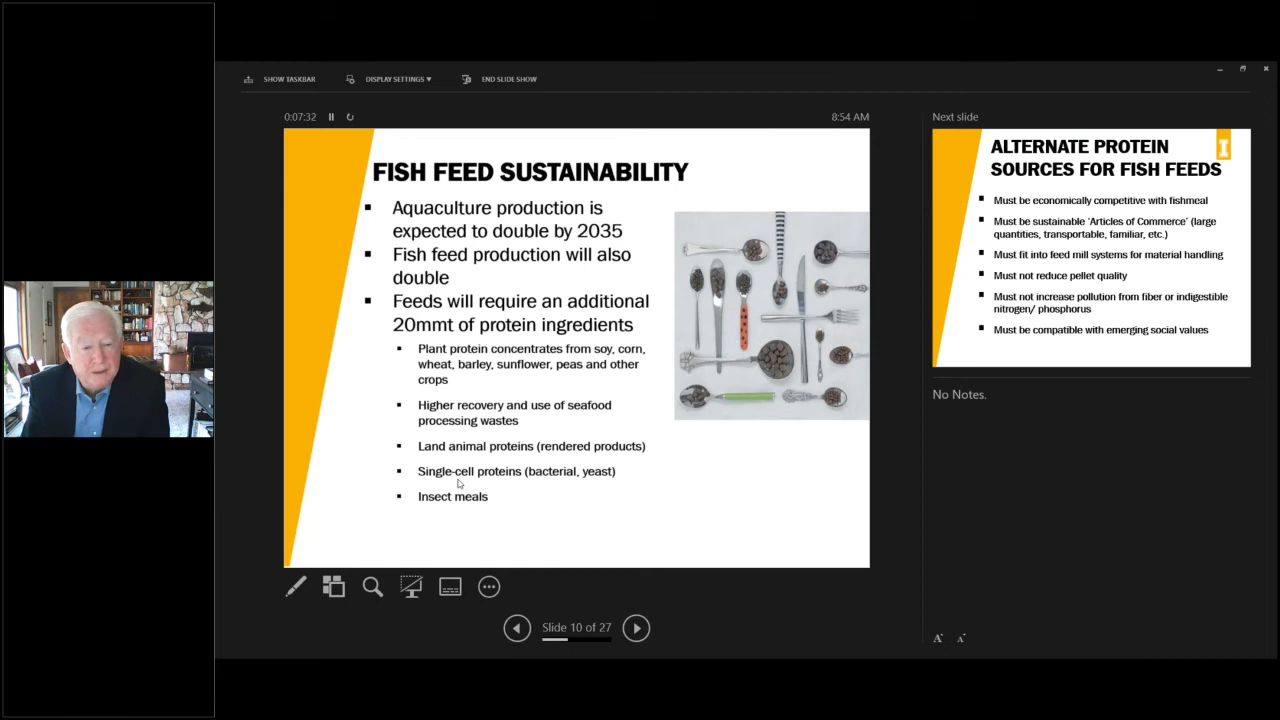 SHOW TASKBAR
DISPLAY SETTINGS ▼
END SLIDE SHOW
0:07:32
8:54 AM
FISH FEED SUSTAINABILITY
Aquaculture production is
expected to double by 2035
Fish feed production will also
double
Feeds will require an additional
20mmt of protein ingredients
Plant protein concentrates from soy, corn,
wheat, barley, sunflower, peas and other
crops
Higher recovery and use of seafood
processing wastes
Land animal proteins (rendered products)
Single-cell proteins (bacterial, yeast)
Insect meals
Slide 10 of 27
Next slide
I
ALTERNATE PROTEIN
SOURCES FOR FISH FEEDS
Must be economically competitive with fishmeal
Must be sustainable 'Articles of Commerce' (large
quantities, transportable, familiar, etc.)
Must fit into feed mill systems for material handling
Must not reduce pellet quality
Must not increase pollution from fiber or indigestible
nitrogen/ phosphorus
Must be compatible with emerging social values
No Notes.
A A